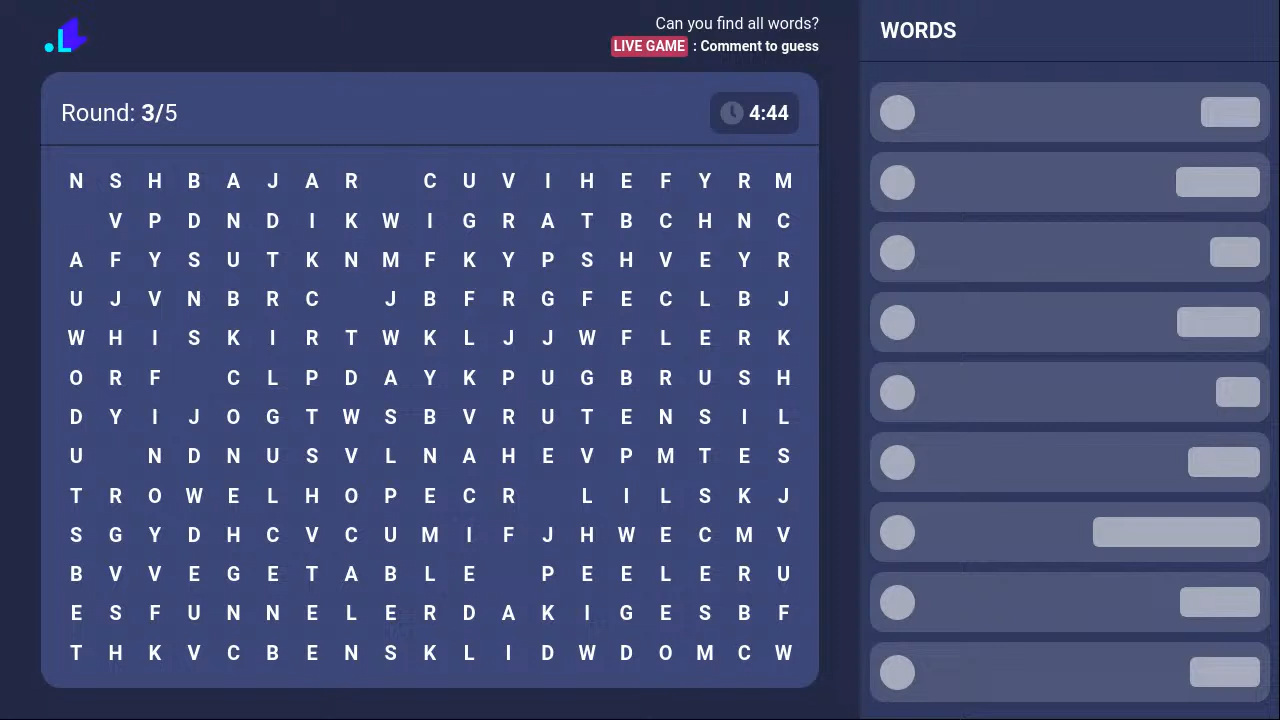 Can you find all words?
LIVE GAME : Comment to guess
WORDS
Round: 3/5
4:44
N S H B A J A R C U V I H E F Y R M
V P D N D I K W I G R A T B C H N C
A F Y S U T K N M F K Y P S H V E Y R
U J V N B R C J B F R G F E C L B J
W H I S K I R T W K L J J W F L E R K
O R F C L P D A Y K P U G B R U S H
D Y I J O G T W S B V R U T E N S I L
U N D N U S V L N A H E V P M T E S
T R O W E L H O P E C R L I L S K J
S G Y D H C V C U M I F J H W E C M V
B V V E G E T A B L E P E E L E R U
E S F U N N E L E R D A K I G E S B F
T H K V C B E N S K L I D W D O M C W